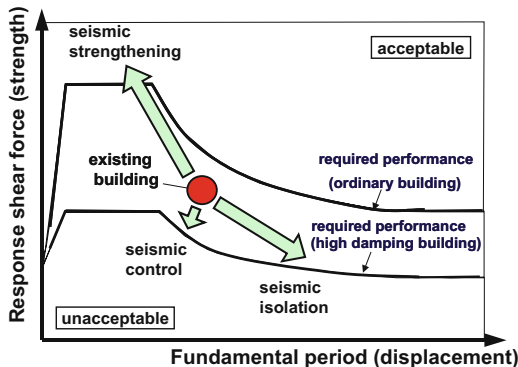 seismic
strengthening
acceptable
Response shear force (strength)
existing
building
required performance
(ordinary building)
required performance
(high damping building)
seismic
control
seismic
isolation
unacceptable
Fundamental period (displacement)